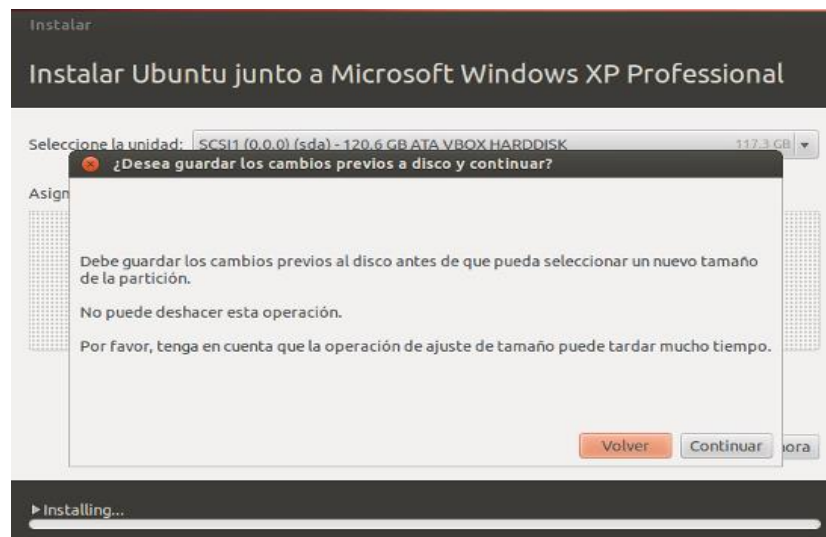 Instalar
Instalar Ubuntu junto a Microsoft Windows XP Professional
Seleccione la unidad: SCSI1 (0,0,0) (sda) - 120.6 GB ATA VBOX HARDDISK 117.3 GB
¿Desea guardar los cambios previos a disco y continuar?
Asign
Debe guardar los cambios previos al disco antes de que pueda seleccionar un nuevo tamaño
de la partición.
No puede deshacer esta operación.
Por favor, tenga en cuenta que la operación de ajuste de tamaño puede tardar mucho tiempo.
Volver Continuar hora
Installing...